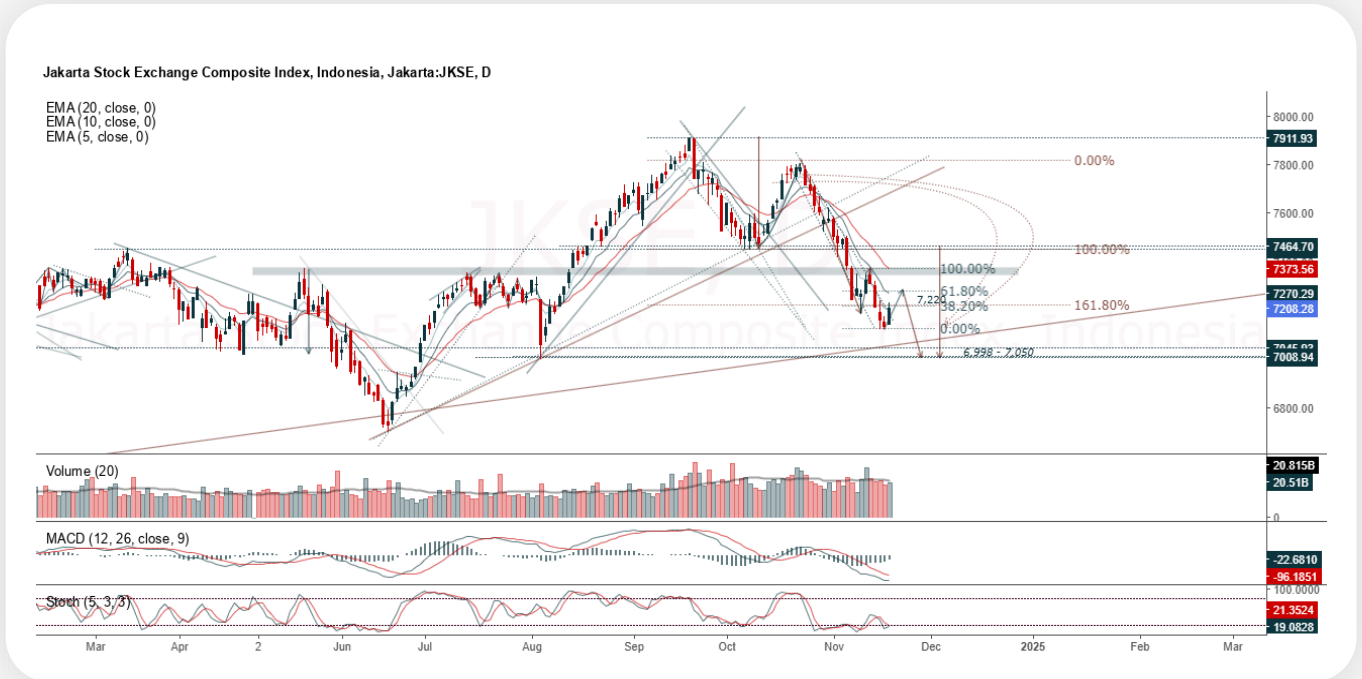 Jakarta Stock Exchange Composite Index, Indonesia, Jakarta:JKSE, D
EMA (20, close, 0)
EMA (10, close, 0)
EMA (5, close, 0)
8000.00
7911.93
7800.00
0.00%
7600.00
7464.70
100.00%
7373.56
100.00%
7270.29
61.80%
7,220
38.20%
161.80%
7208.28
0.00%
6,998 - 7,050
7008.94
6800.00
Volume (20)
20.815B
20.51B
0
MACD (12, 26, close, 9)
-22.6810
-96.1851
100.0000
Stoch (5, 3, 3)
21.3524
19.0828
Mar Apr 2 Jun Jul Aug Sep Oct Nov Dec 2025 Feb Mar